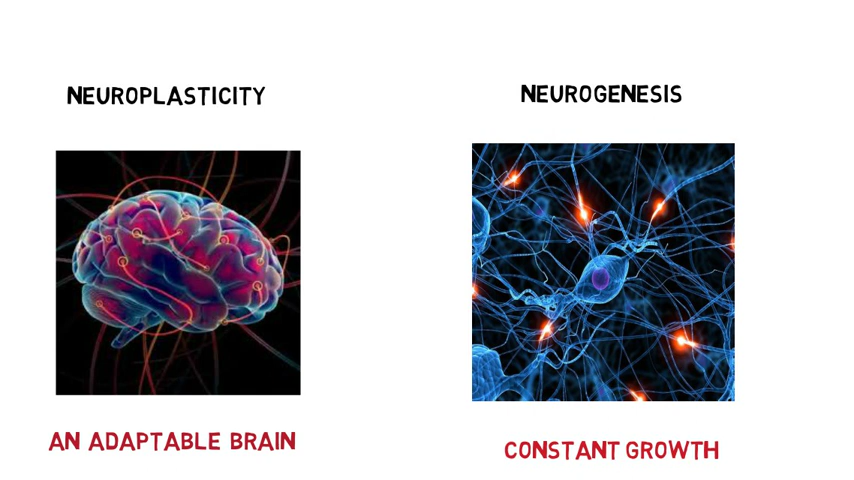 NEUROPLASTICITY
NEUROGENESIS
AN ADAPTABLE BRAIN
CONSTANT GROWTH